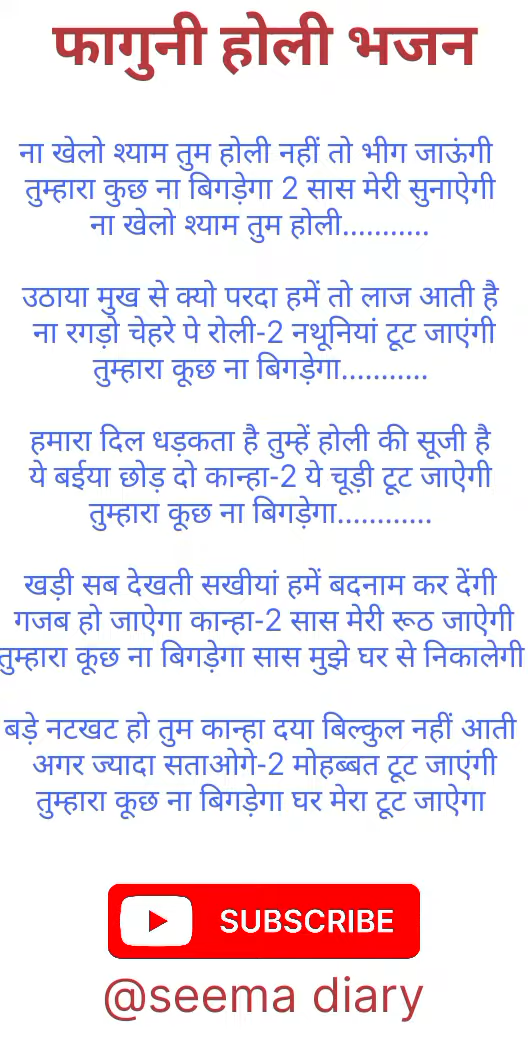 फागुनी होली भजन
ना खेलो श्याम तुम होली नहीं तो भीग जाऊंगी
तुम्हारा कुछ ना बिगड़ेगा 2 सास मेरी सुनाऐगी
ना खेलो श्याम तुम होली...........
उठाया मुख से क्यो परदा हमें तो लाज आती है
ना रगड़ो चेहरे पे रोली-2 नथूनियां टूट जाएंगी
तुम्हारा कूछ ना बिगड़ेगा...........
हमारा दिल धड़कता है तुम्हें होली की सूजी है
ये बईया छोड़ दो कान्हा-2 ये चूड़ी टूट जाऐगी
तुम्हारा कूछ ना बिगड़ेगा............
खड़ी सब देखती सखीयां हमें बदनाम कर देंगी
गजब हो जाऐगा कान्हा-2 सास मेरी रूठ जाऐगी
तुम्हारा कूछ ना बिगड़ेगा सास मुझे घर से निकालेगी
बड़े नटखट हो तुम कान्हा दया बिल्कुल नहीं आती
अगर ज्यादा सताओगे-2 मोहब्बत टूट जाएंगी
तुम्हारा कूछ ना बिगड़ेगा घर मेरा टूट जाऐगा
SUBSCRIBE
@seema diary